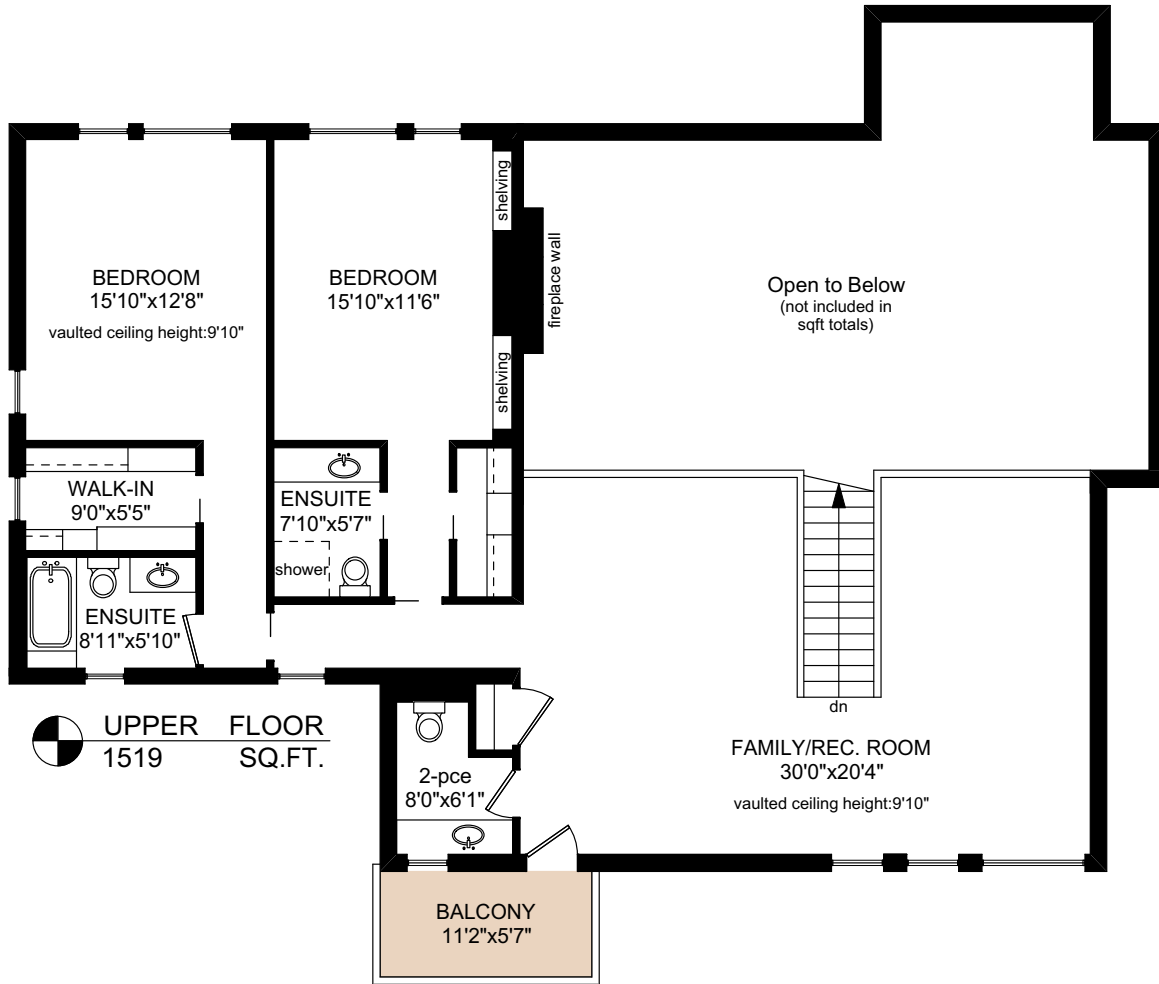 shelving
fireplace wall
shelving
BEDROOM
15'10"x12'8"
vaulted ceiling height:9'10"
BEDROOM
15'10"x11'6"
Open to Below
(not included in
sqft totals)
WALK-IN
9'0"x5'5"
ENSUITE
7'10"x5'7"
shower
ENSUITE
8'11"x5'10"
UPPER FLOOR
1519 SQ.FT.
dn
FAMILY/REC. ROOM
30'0"x20'4"
vaulted ceiling height:9'10"
2-pce
8'0"x6'1"
BALCONY
11'2"x5'7"